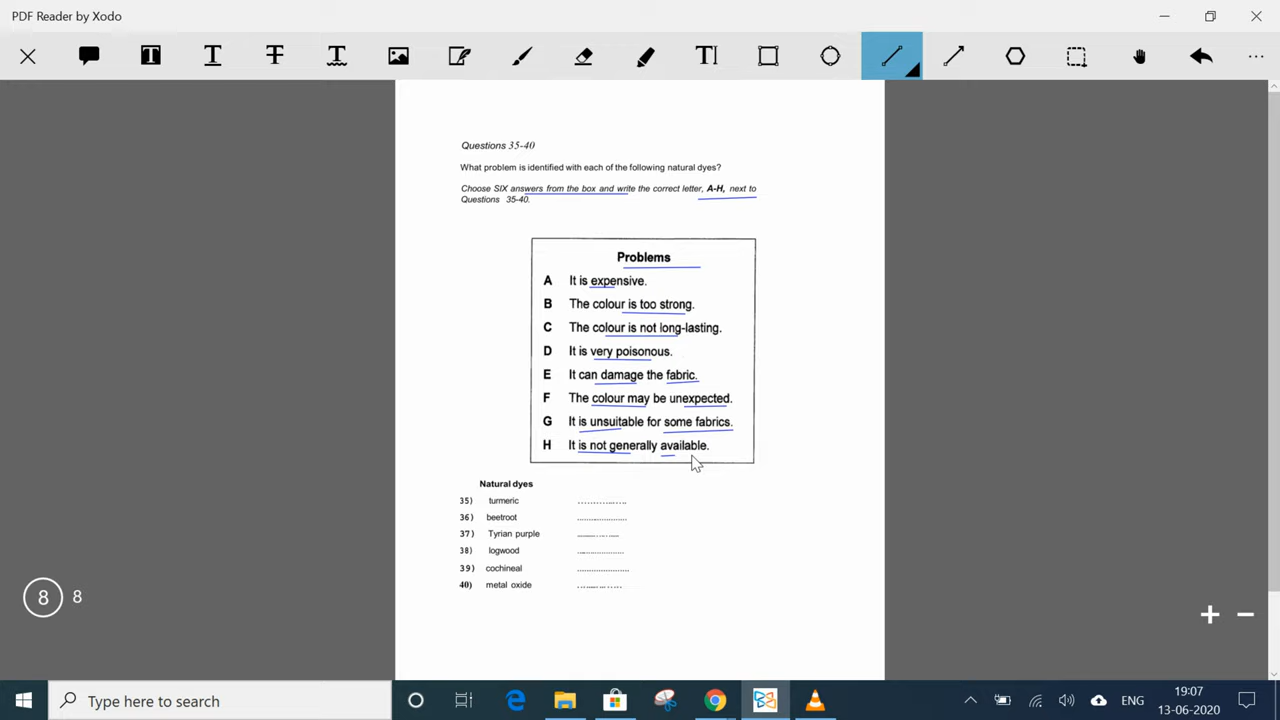 PDF Reader by Xodo
Questions 35-40
What problem is identified with each of the following natural dyes?
Choose SIX answers from the box and write the correct letter, A-H, next to
Questions 35-40.
Problems
A It is expensive.
B The colour is too strong.
C The colour is not long-lasting.
D It is very poisonous.
E It can damage the fabric.
F The colour may be unexpected.
G It is unsuitable for some fabrics.
H It is not generally available.
Natural dyes
35) turmeric ....................
36) beetroot ....................
37) Tyrian purple ....................
38) logwood ....................
39) cochineal ....................
40) metal oxide ....................
8 8
Type here to search
ENG
19:07
13-06-2020